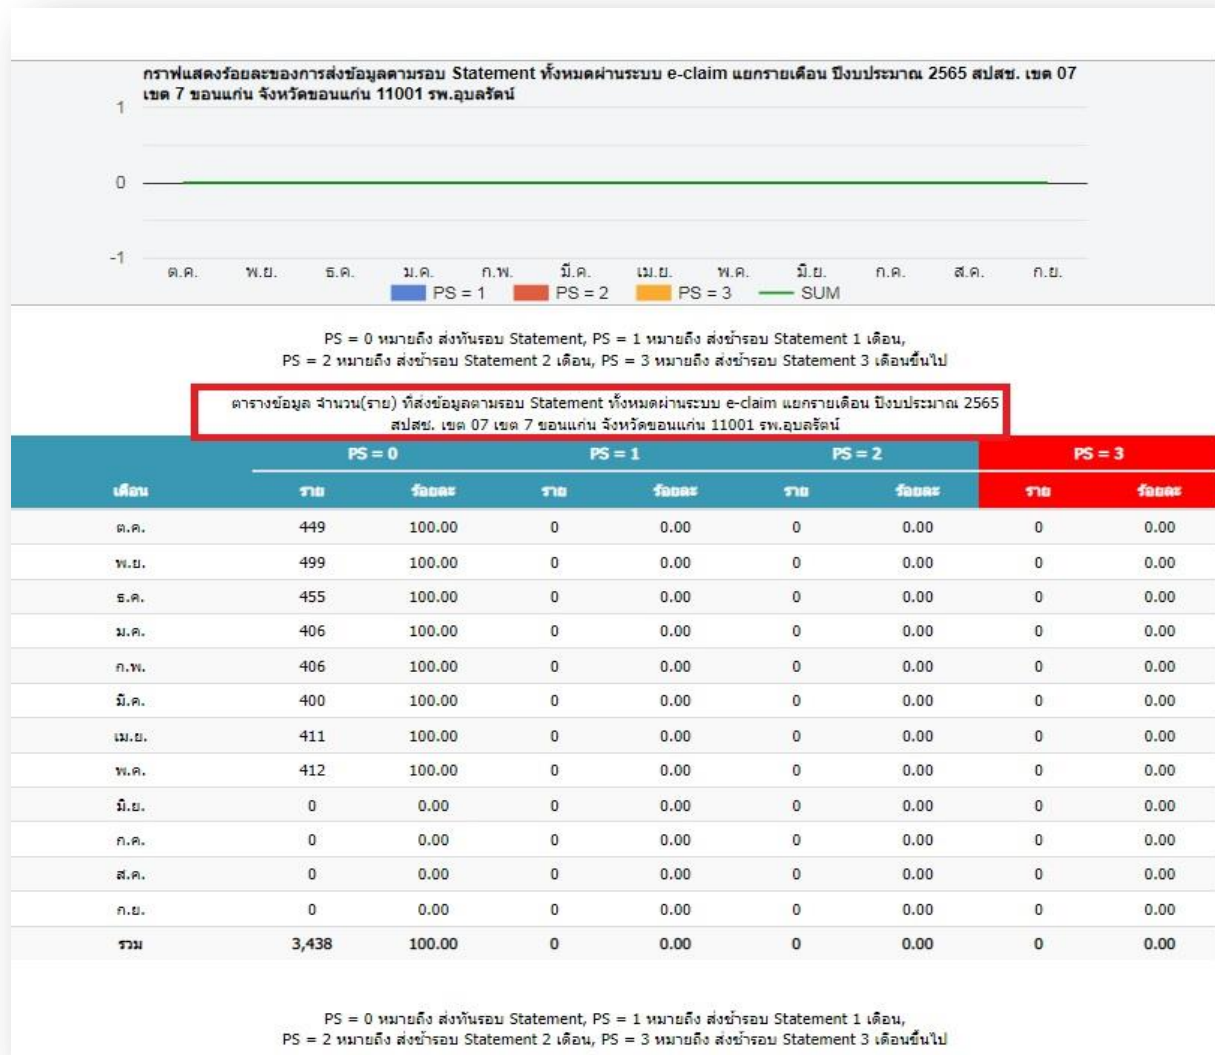 กราฟแสดงร้อยละของการส่งข้อมูลตามรอบ Statement ทั้งหมดผ่านระบบ e-claim แยกรายเดือน ปีงบประมาณ 2565 สปสช. เขต 07
เขต 7 ขอนแก่น จังหวัดขอนแก่น 11001 รพ.อุบลรัตน์
1
0
-1
ต.ค. พ.ย. ธ.ค. ม.ค. ก.พ. มี.ค. เม.ย. พ.ค. มิ.ย. ก.ค. ส.ค. ก.ย.
PS = 1 PS = 2 PS = 3 SUM
PS = 0 หมายถึง ส่งทันรอบ Statement, PS = 1 หมายถึง ส่งช้ารอบ Statement 1 เดือน,
PS = 2 หมายถึง ส่งช้ารอบ Statement 2 เดือน, PS = 3 หมายถึง ส่งช้ารอบ Statement 3 เดือนขึ้นไป
ตารางข้อมูล จำนวน(ราย) ที่ส่งข้อมูลตามรอบ Statement ทั้งหมดผ่านระบบ e-claim แยกรายเดือน ปีงบประมาณ 2565
สปสช. เขต 07 เขต 7 ขอนแก่น จังหวัดขอนแก่น 11001 รพ.อุบลรัตน์
PS = 0 PS = 1 PS = 2 PS = 3
เดือน ราย ร้อยละ ราย ร้อยละ ราย ร้อยละ ราย ร้อยละ
ต.ค. 449 100.00 0 0.00 0 0.00 0 0.00
พ.ย. 499 100.00 0 0.00 0 0.00 0 0.00
ธ.ค. 455 100.00 0 0.00 0 0.00 0 0.00
ม.ค. 406 100.00 0 0.00 0 0.00 0 0.00
ก.พ. 406 100.00 0 0.00 0 0.00 0 0.00
มี.ค. 400 100.00 0 0.00 0 0.00 0 0.00
เม.ย. 411 100.00 0 0.00 0 0.00 0 0.00
พ.ค. 412 100.00 0 0.00 0 0.00 0 0.00
มิ.ย. 0 0.00 0 0.00 0 0.00 0 0.00
ก.ค. 0 0.00 0 0.00 0 0.00 0 0.00
ส.ค. 0 0.00 0 0.00 0 0.00 0 0.00
ก.ย. 0 0.00 0 0.00 0 0.00 0 0.00
รวม 3,438 100.00 0 0.00 0 0.00 0 0.00
PS = 0 หมายถึง ส่งทันรอบ Statement, PS = 1 หมายถึง ส่งช้ารอบ Statement 1 เดือน,
PS = 2 หมายถึง ส่งช้ารอบ Statement 2 เดือน, PS = 3 หมายถึง ส่งช้ารอบ Statement 3 เดือนขึ้นไป